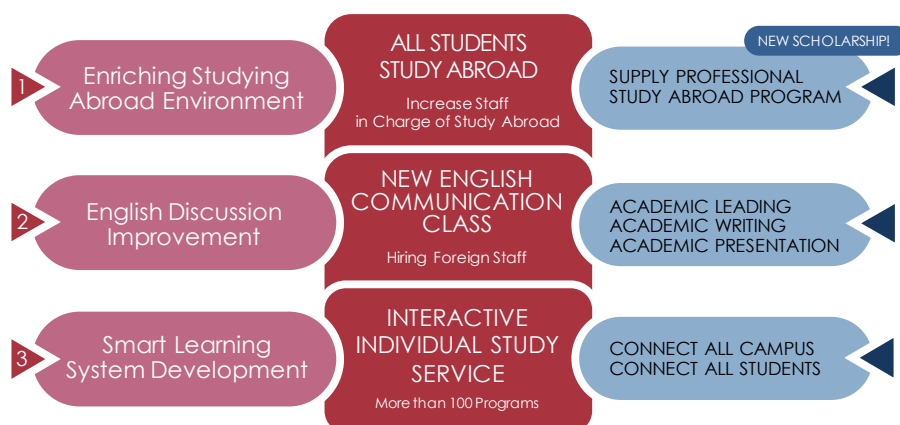 1
Enriching Studying
Abroad Environment
ALL STUDENTS
STUDY ABROAD
Increase Staff
in Charge of Study Abroad
NEW SCHOLARSHIP!
SUPPLY PROFESSIONAL
STUDY ABROAD PROGRAM
2
English Discussion
Improvement
NEW ENGLISH
COMMUNICATION
CLASS
Hiring Foreign Staff
ACADEMIC LEADING
ACADEMIC WRITING
ACADEMIC PRESENTATION
3
Smart Learning
System Development
INTERACTIVE
INDIVIDUAL STUDY
SERVICE
More than 100 Programs
CONNECT ALL CAMPUS
CONNECT ALL STUDENTS